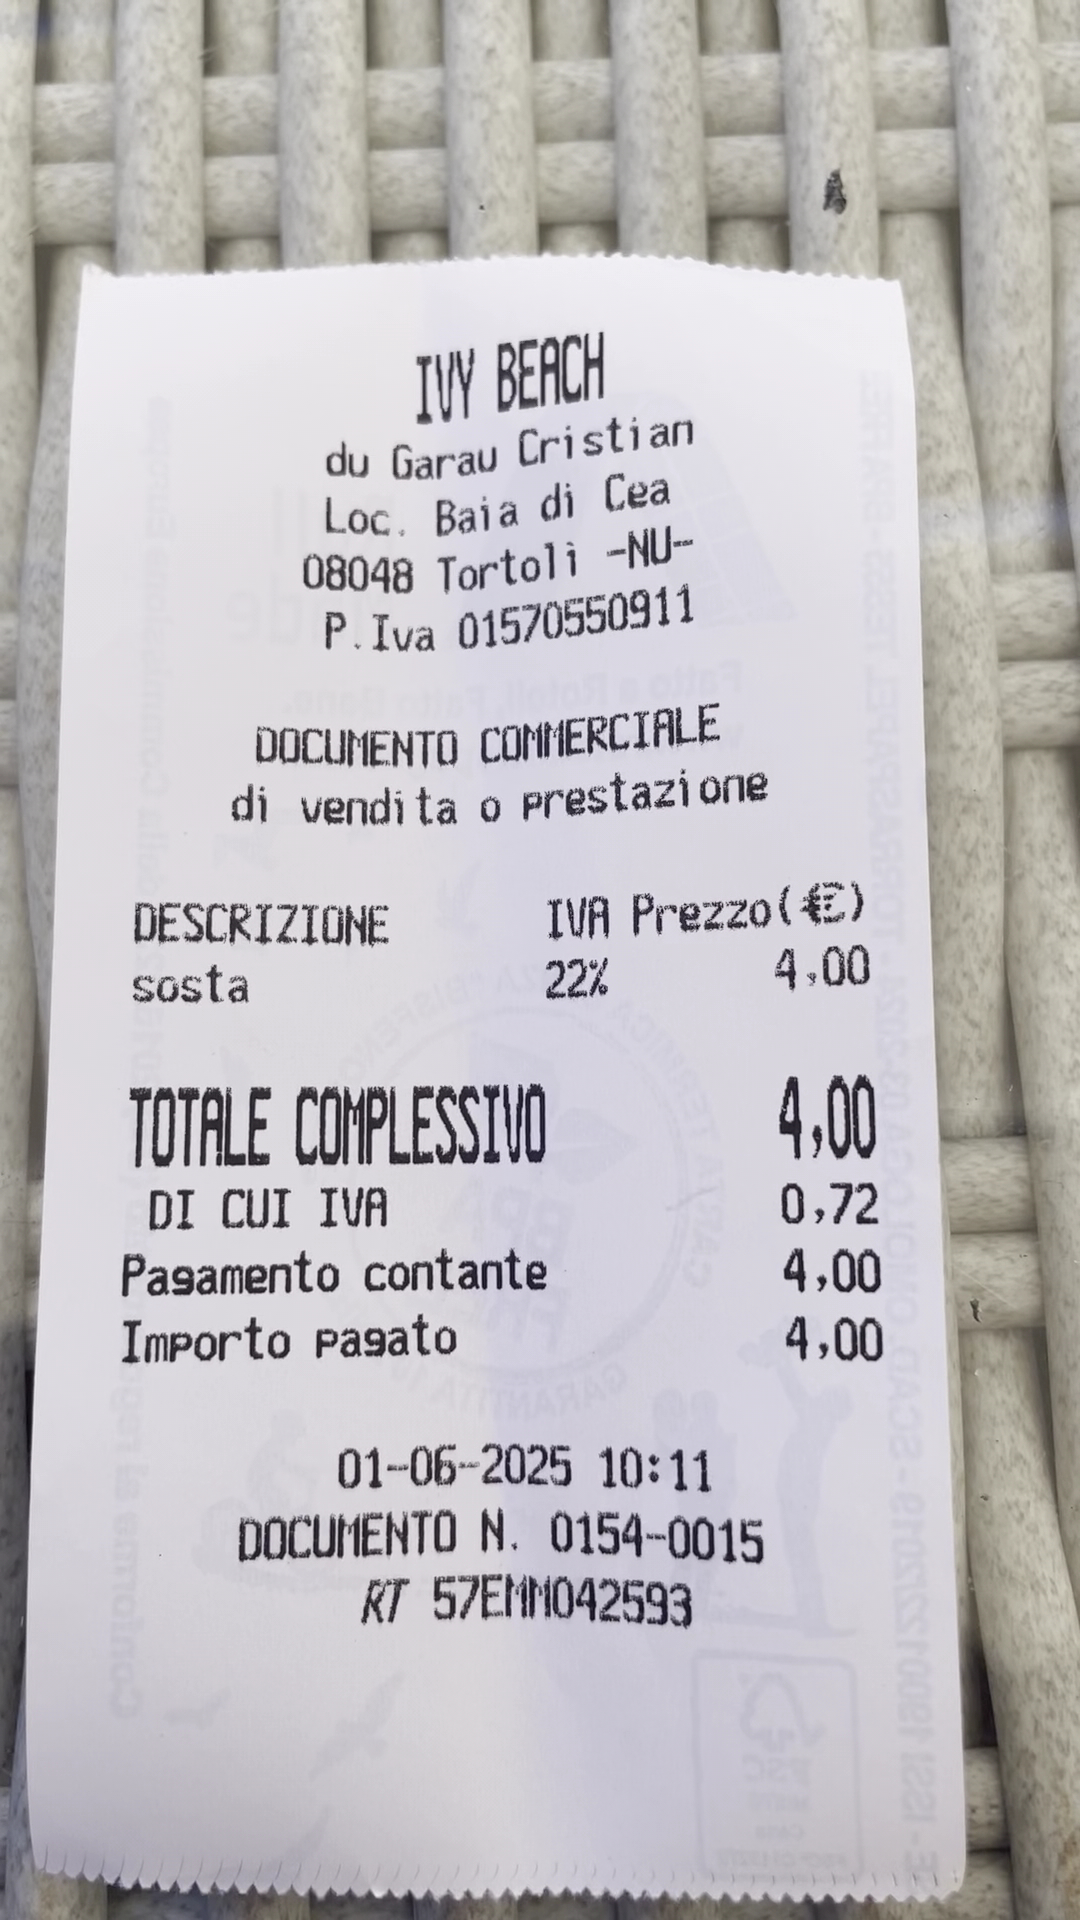 IVY BEACH
du Garau Cristian
Loc. Baia di Cea
08048 Tortolì -NU-
P.Iva 01570550911
DOCUMENTO COMMERCIALE
di vendita o prestazione
DESCRIZIONE IVA Prezzo(€)
sosta 22% 4,00
TOTALE COMPLESSIVO 4,00
DI CUI IVA 0,72
Pagamento contante 4,00
Importo pagato 4,00
01-06-2025 10:11
DOCUMENTO N. 0154-0015
RT 57EMM042593